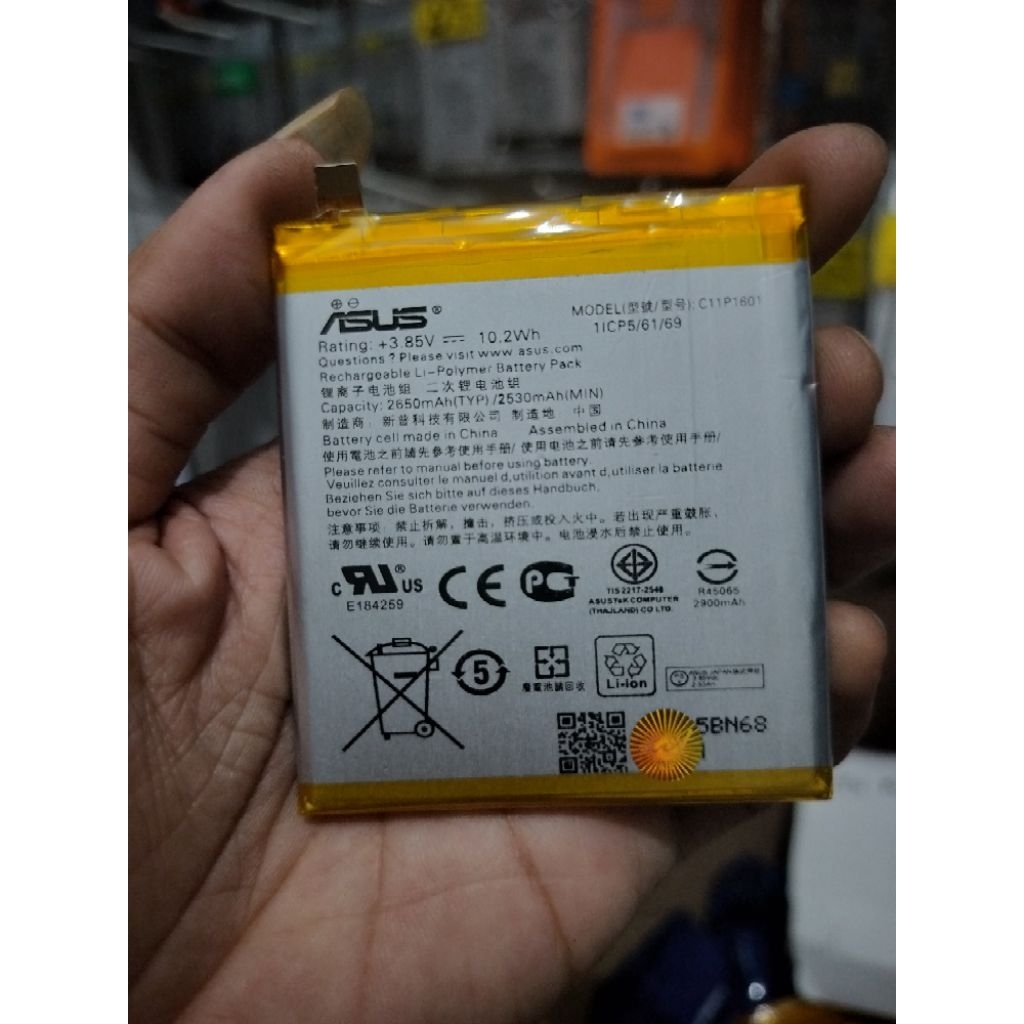 ASUS®
MODEL(型號/型号): C11P1601
1ICP5/61/69
Rating: +3.85V ⎓ 10.2Wh
Questions ? Please visit www.asus.com
Rechargeable Li-Polymer Battery Pack
锂离子电池组 二次锂电池组
Capacity: 2650mAh(TYP)/2530mAh(MIN)
制造商: 新普科技有限公司 制造地: 中国
Battery cell made in China Assembled in China
使用電池之前請先參考使用手册/ 使用电池之前请先参考使用手册/
Please refer to manual before using battery.
Veuillez consulter le manuel d,utition avant d,utiliser la batterie
Beziehen Sie sich bitte auf dieses Handbuch,
bevor Sie die Batterie verwenden.
注意事项: 禁止拆解, 撞击, 挤压或投入火中。若出现严重鼓胀、
请勿继续使用。请勿置于高温环境中。电池浸水后禁止使用。
c RU® US
E184259
CE
PCT
TIS 2217-2548
ASUSTeK COMPUTER
(THAILAND) CO LTD.
R45065
2900mAh
5
廢電池請回收
Li-ion
5BN68